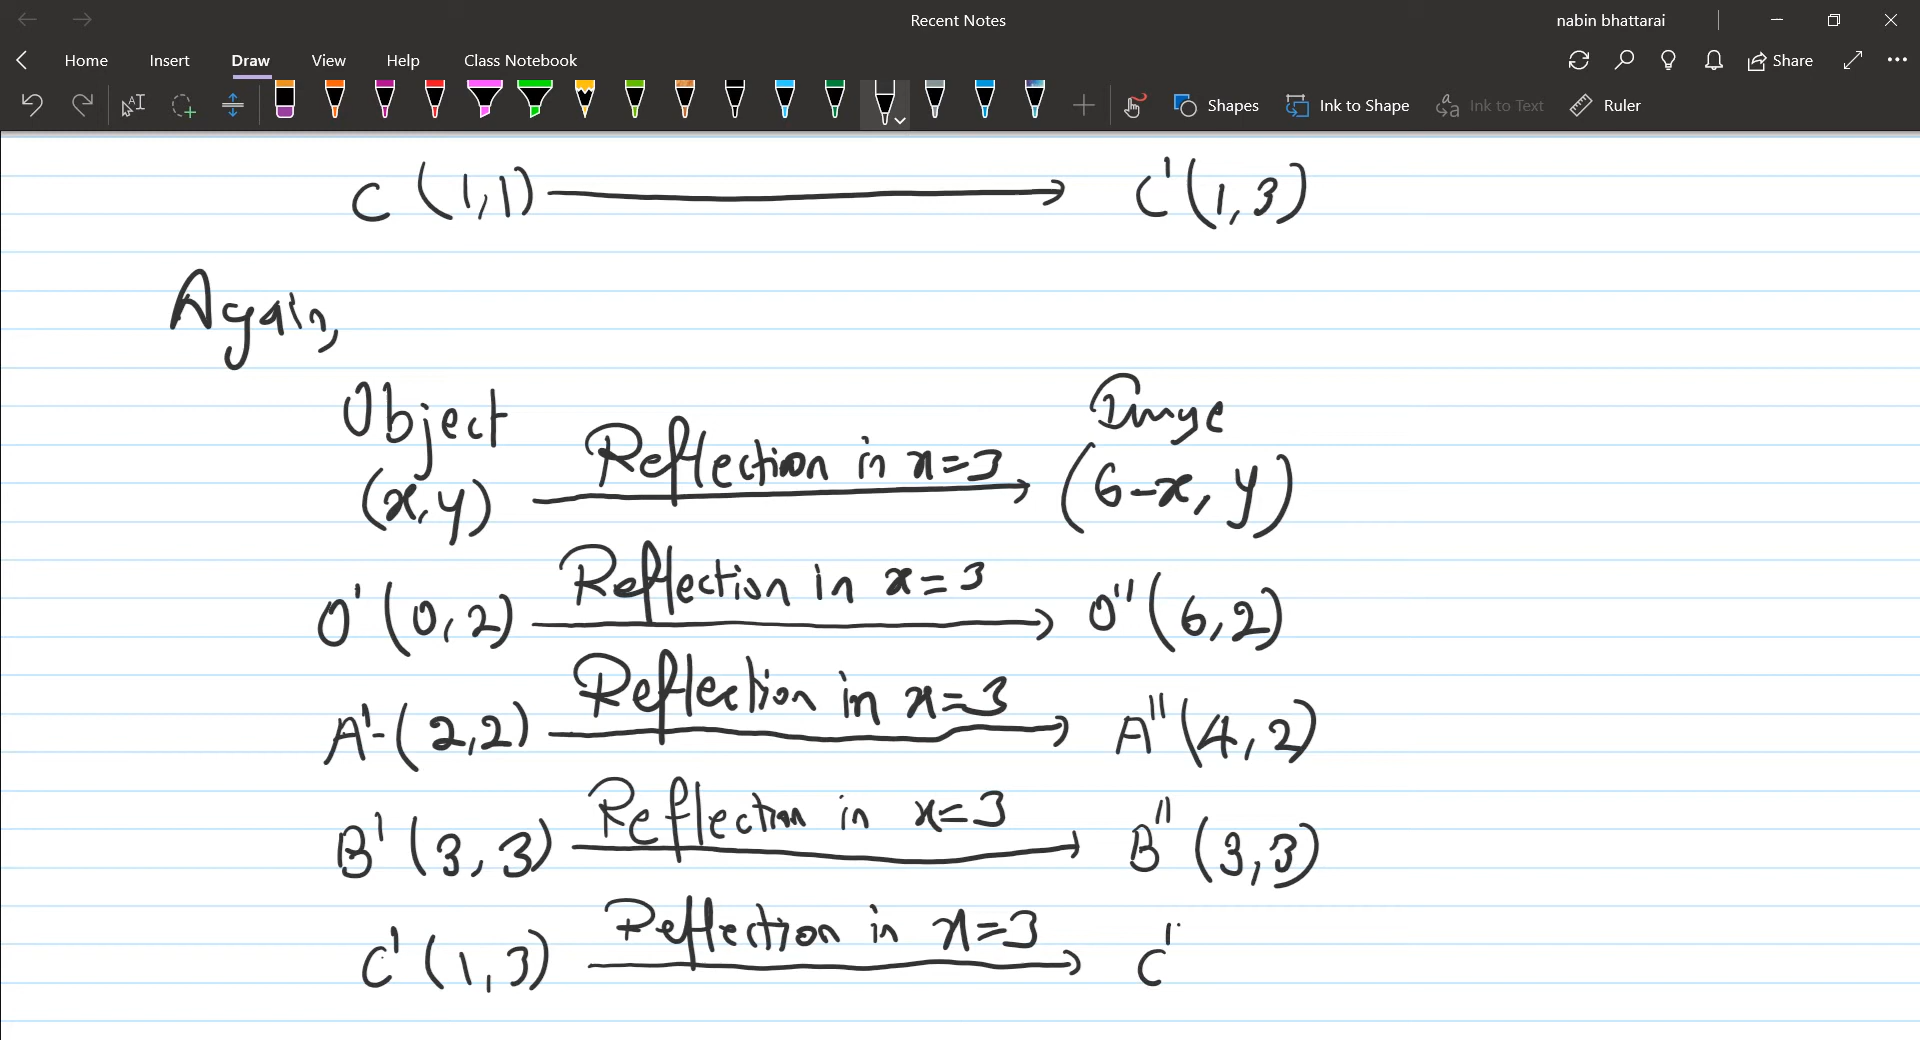 Recent Notes
nabin bhattarai
Home Insert Draw View Help Class Notebook
Share
Shapes Ink to Shape Ink to Text Ruler
C (1,1) → C'(1,3)
Again,
Object Image
(x,y) Reflection in x=3 → (6-x, y)
O' (0,2) Reflection in x=3 → O'' (6,2)
A'-(2,2) Reflection in x=3 → A'' (4,2)
B' (3,3) Reflection in x=3 → B'' (3,3)
C' (1,3) Reflection in x=3 → C''